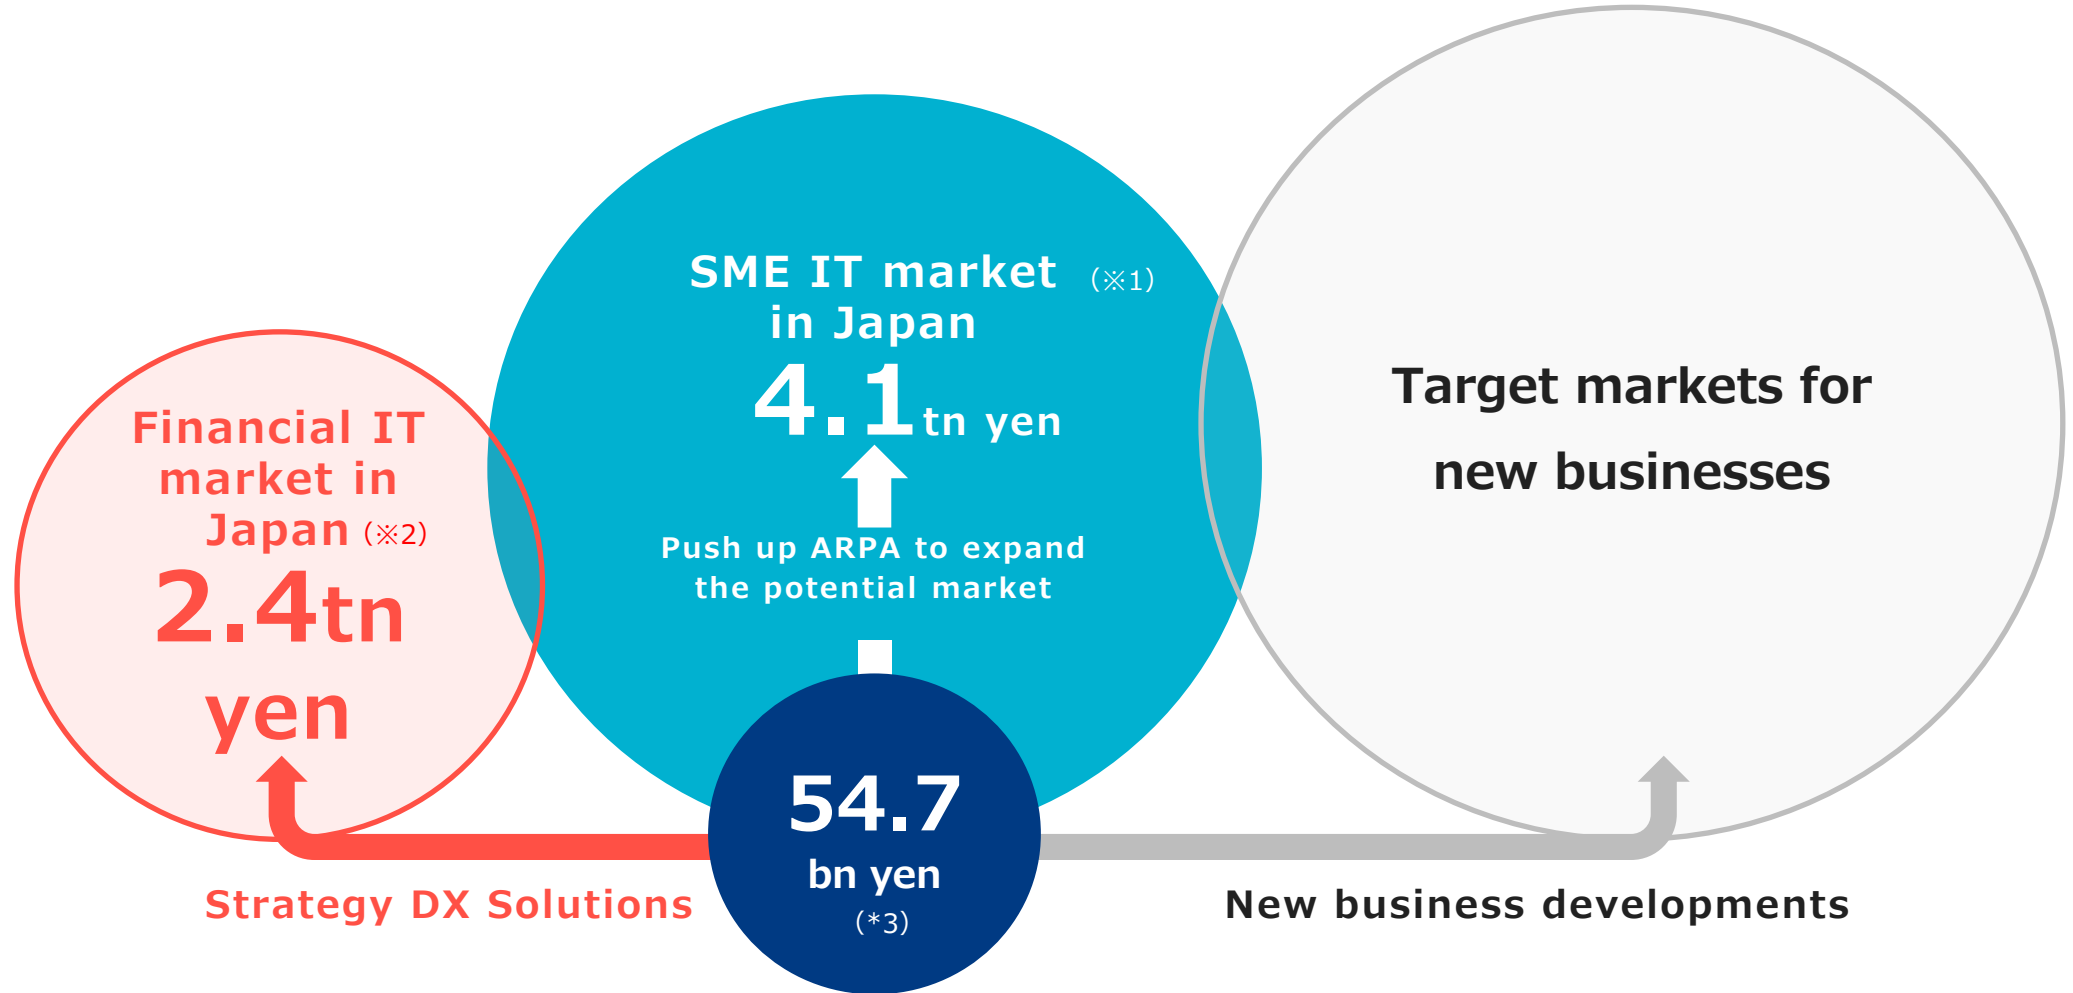 Financial IT
market in
Japan (※2)
2.4tn
yen
SME IT market (※1)
in Japan
4.1tn yen
Push up ARPA to expand
the potential market
54.7
bn yen
(*3)
Target markets for
new businesses
Strategy DX Solutions
New business developments